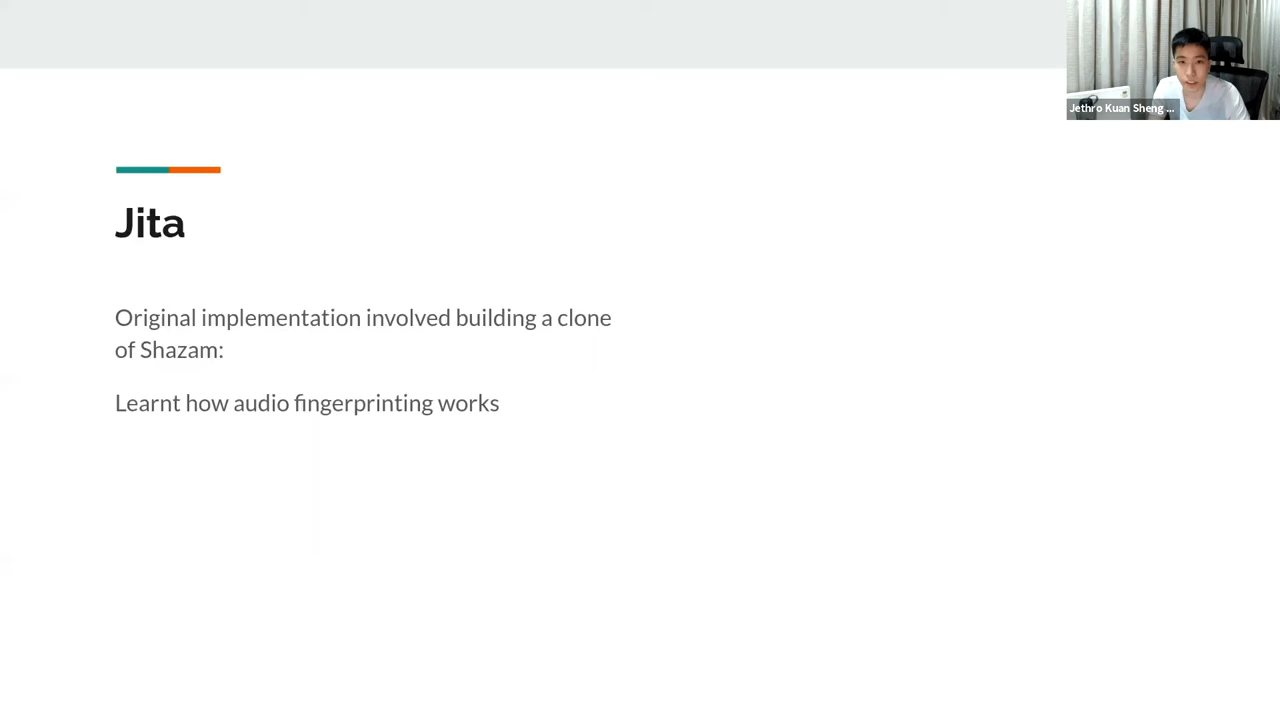 Jethro Kuan Sheng ...
Jita
Original implementation involved building a clone
of Shazam:
Learnt how audio fingerprinting works